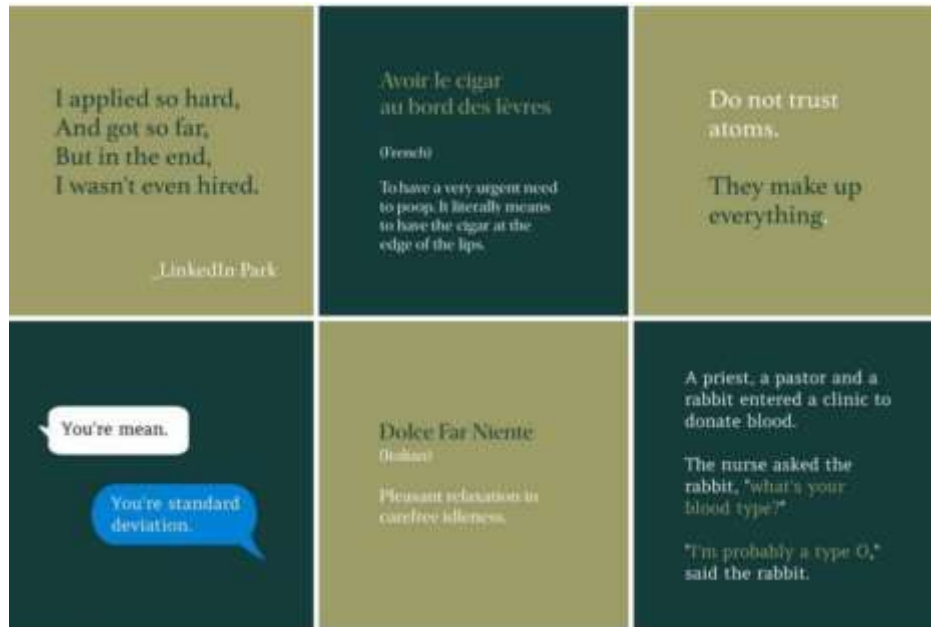 I applied so hard,
And got so far,
But in the end,
I wasn't even hired.
_LinkedIn Park
Avoir le cigar
au bord des lèvres
(French)
To have a very urgent need
to poop. It literally means
to have the cigar at the
edge of the lips.
Do not trust
atoms.
They make up
everything.
You're mean.
You're standard
deviation.
Dolce Far Niente
(Italian)
Pleasant relaxation in
carefree idleness.
A priest, a pastor and a
rabbit entered a clinic to
donate blood.
The nurse asked the
rabbit, "what's your
blood type?"
"I'm probably a type O,"
said the rabbit.